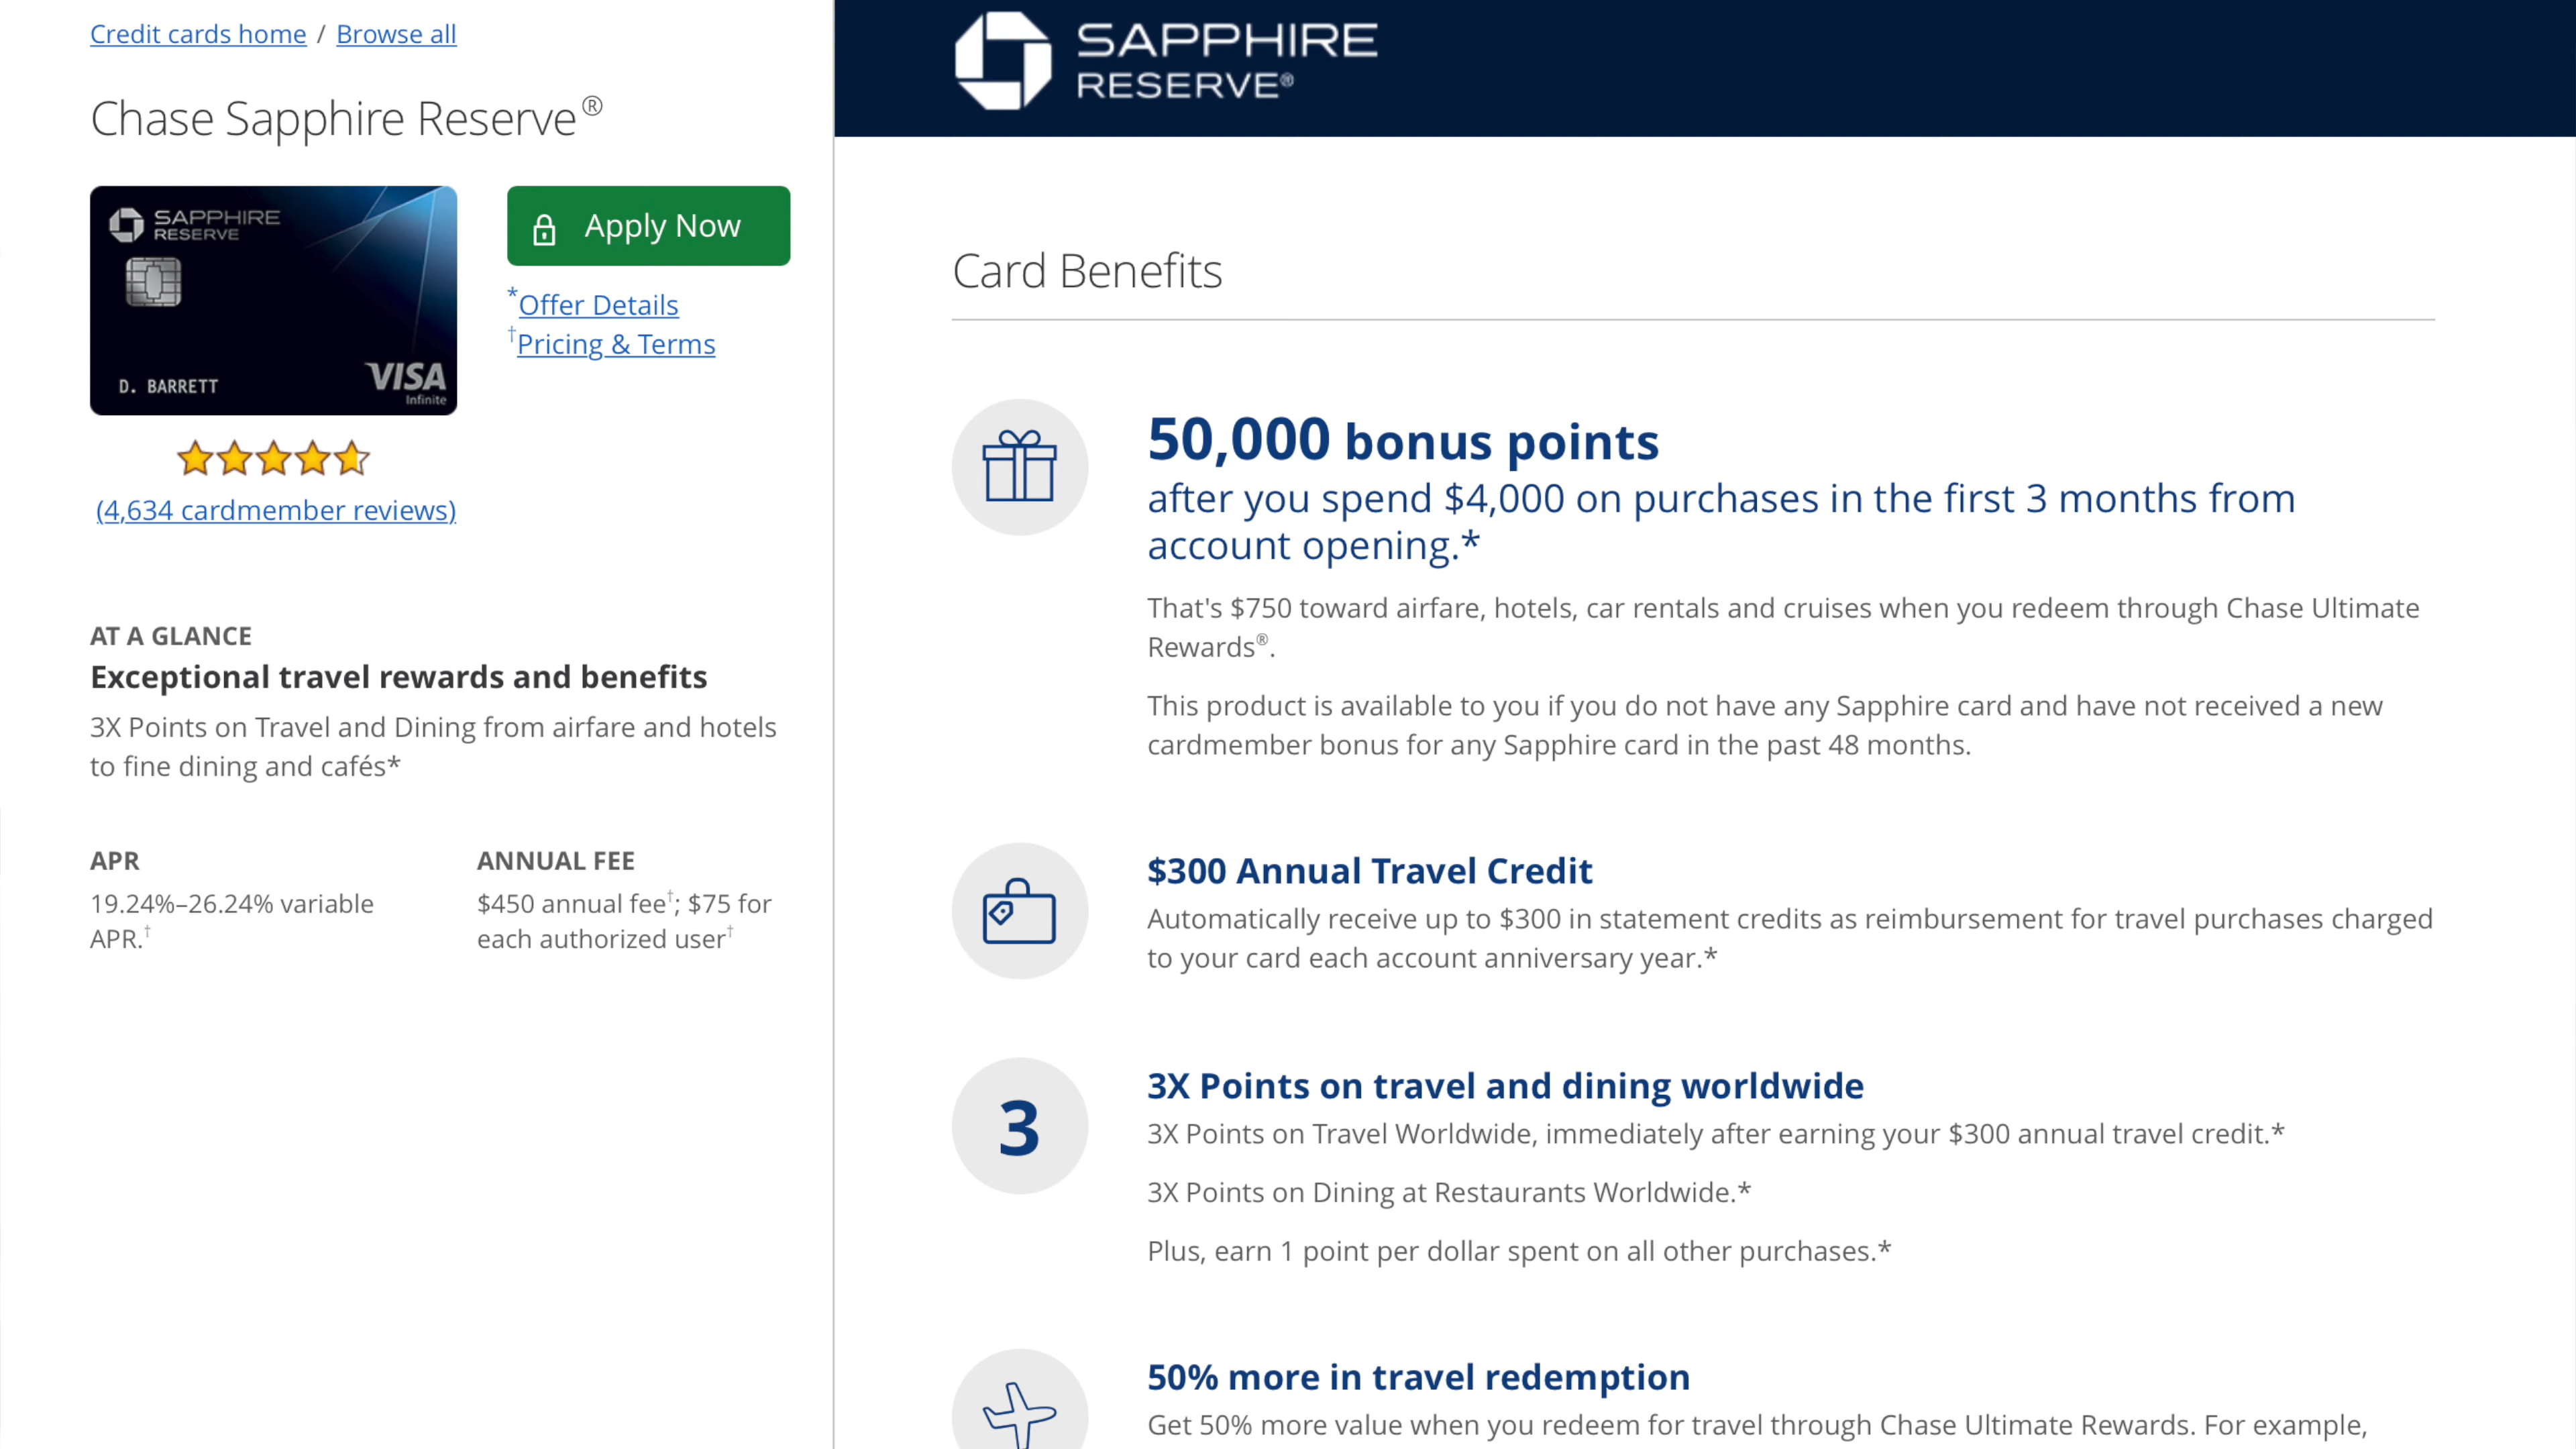 Credit cards home / Browse all
Chase Sapphire Reserve®
SAPPHIRE
RESERVE
D. BARRETT
VISA
Infinite
Apply Now
*Offer Details
†Pricing & Terms
(4,634 cardmember reviews)
AT A GLANCE
Exceptional travel rewards and benefits
3X Points on Travel and Dining from airfare and hotels
to fine dining and cafés*
APR
19.24%–26.24% variable
APR.†
ANNUAL FEE
$450 annual fee†; $75 for
each authorized user†
SAPPHIRE
RESERVE®
Card Benefits
50,000 bonus points
after you spend $4,000 on purchases in the first 3 months from
account opening.*
That's $750 toward airfare, hotels, car rentals and cruises when you redeem through Chase Ultimate
Rewards®.
This product is available to you if you do not have any Sapphire card and have not received a new
cardmember bonus for any Sapphire card in the past 48 months.
$300 Annual Travel Credit
Automatically receive up to $300 in statement credits as reimbursement for travel purchases charged
to your card each account anniversary year.*
3
3X Points on travel and dining worldwide
3X Points on Travel Worldwide, immediately after earning your $300 annual travel credit.*
3X Points on Dining at Restaurants Worldwide.*
Plus, earn 1 point per dollar spent on all other purchases.*
50% more in travel redemption
Get 50% more value when you redeem for travel through Chase Ultimate Rewards. For example,